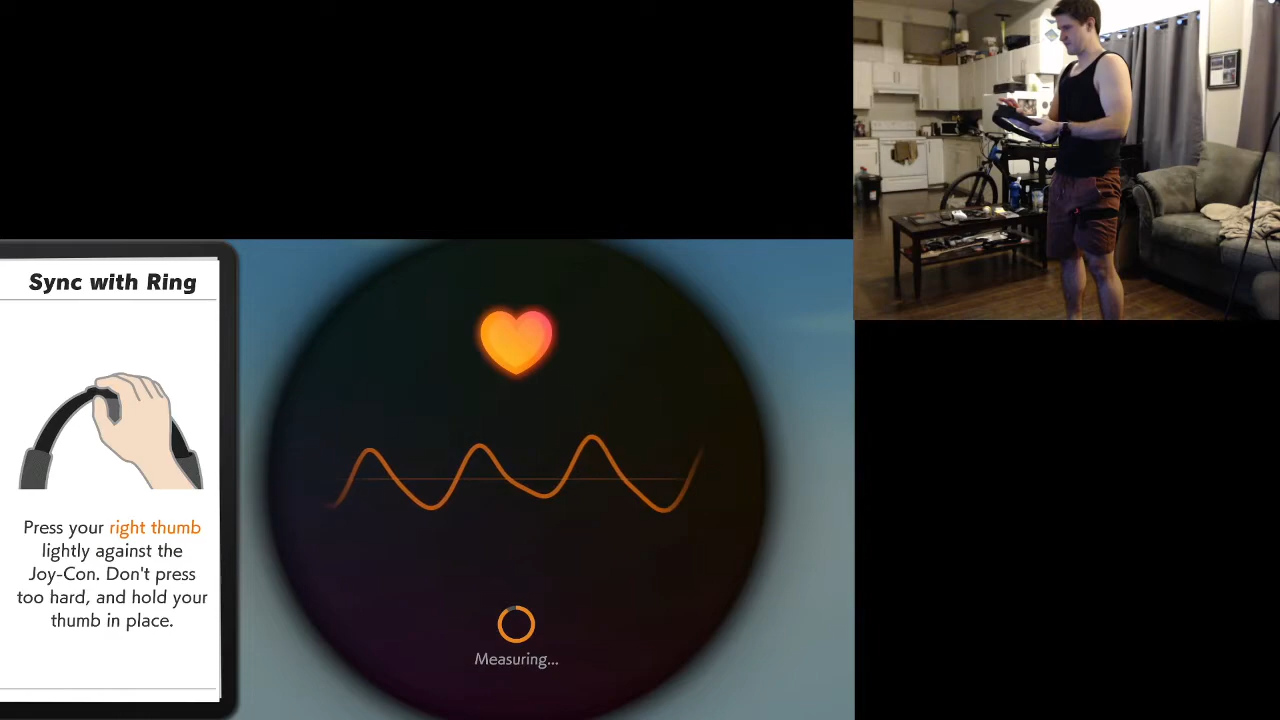 Sync with Ring
Press your right thumb
lightly against the
Joy-Con. Don't press
too hard, and hold your
thumb in place.
Measuring...